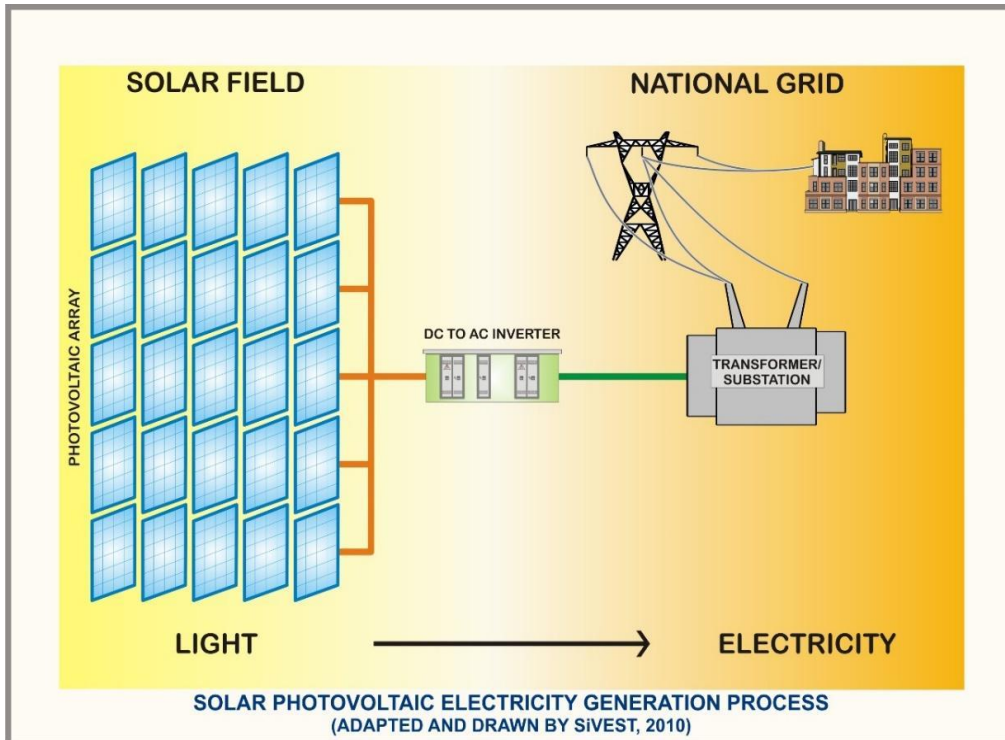 SOLAR FIELD
NATIONAL GRID
PHOTOVOLTAIC ARRAY
DC TO AC INVERTER
TRANSFORMER/
SUBSTATION
LIGHT
ELECTRICITY
SOLAR PHOTOVOLTAIC ELECTRICITY GENERATION PROCESS
(ADAPTED AND DRAWN BY SiVEST, 2010)